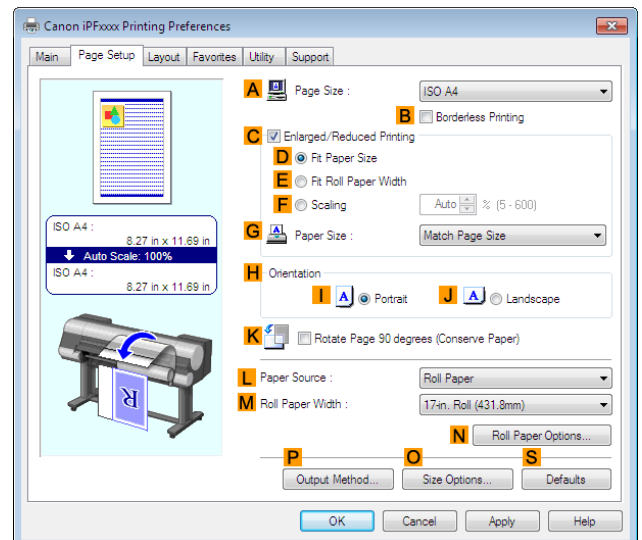 Canon iPFxxxx Printing Preferences
Main Page Setup Layout Favorites Utility Support
A Page Size : ISO A4
B Borderless Printing
C Enlarged/Reduced Printing
D Fit Paper Size
E Fit Roll Paper Width
F Scaling Auto % (5 - 600)
ISO A4 :
8.27 in x 11.69 in
Auto Scale: 100%
ISO A4 :
8.27 in x 11.69 in
G A Paper Size : Match Page Size
H Orientation
I A Portrait J A Landscape
K Rotate Page 90 degrees (Conserve Paper)
R
L Paper Source : Roll Paper
M Roll Paper Width : 17-in. Roll (431.8mm)
N Roll Paper Options...
P O S
Output Method... Size Options... Defaults
OK Cancel Apply Help